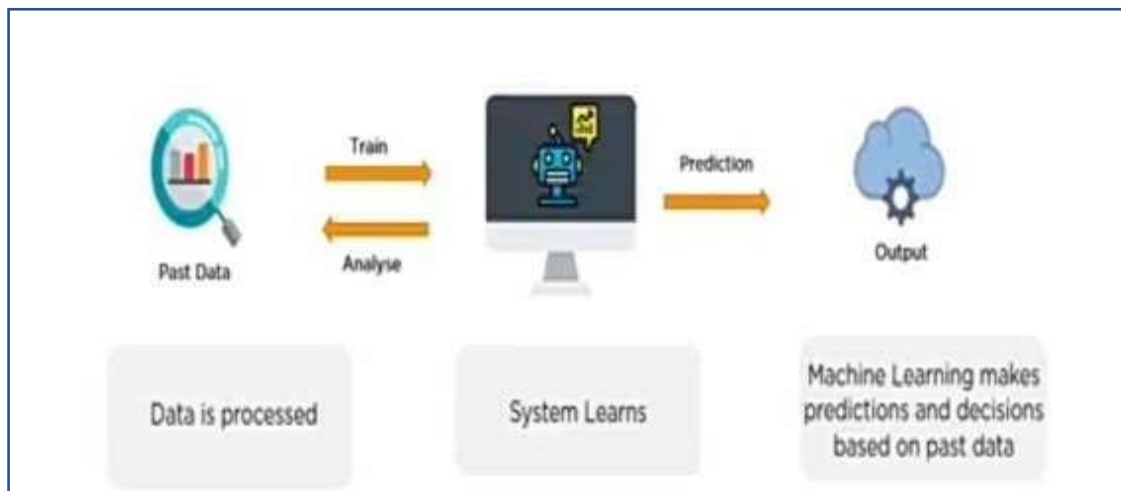 Train
Prediction
Past Data
Analyse
Output
Data is processed
System Learns
Machine Learning makes
predictions and decisions
based on past data